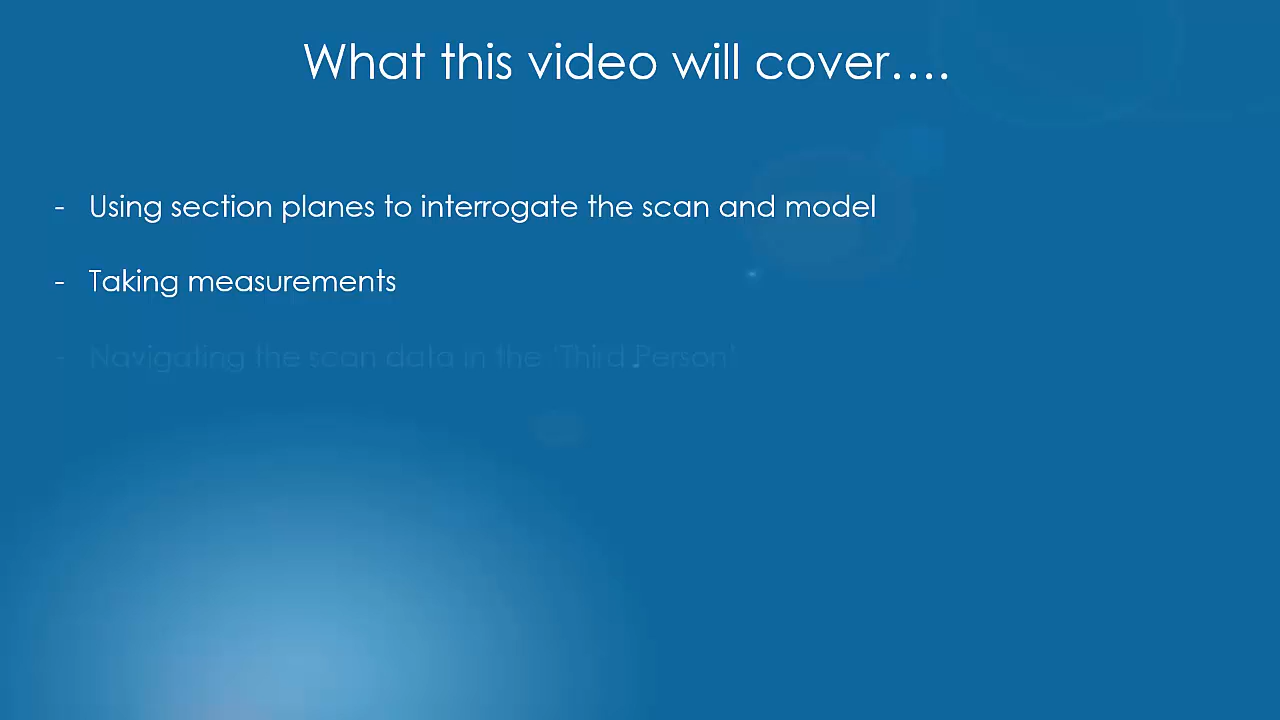 What this video will cover....
- Using section planes to interrogate the scan and model
- Taking measurements
- Navigating the scan data in the 'Third Person'